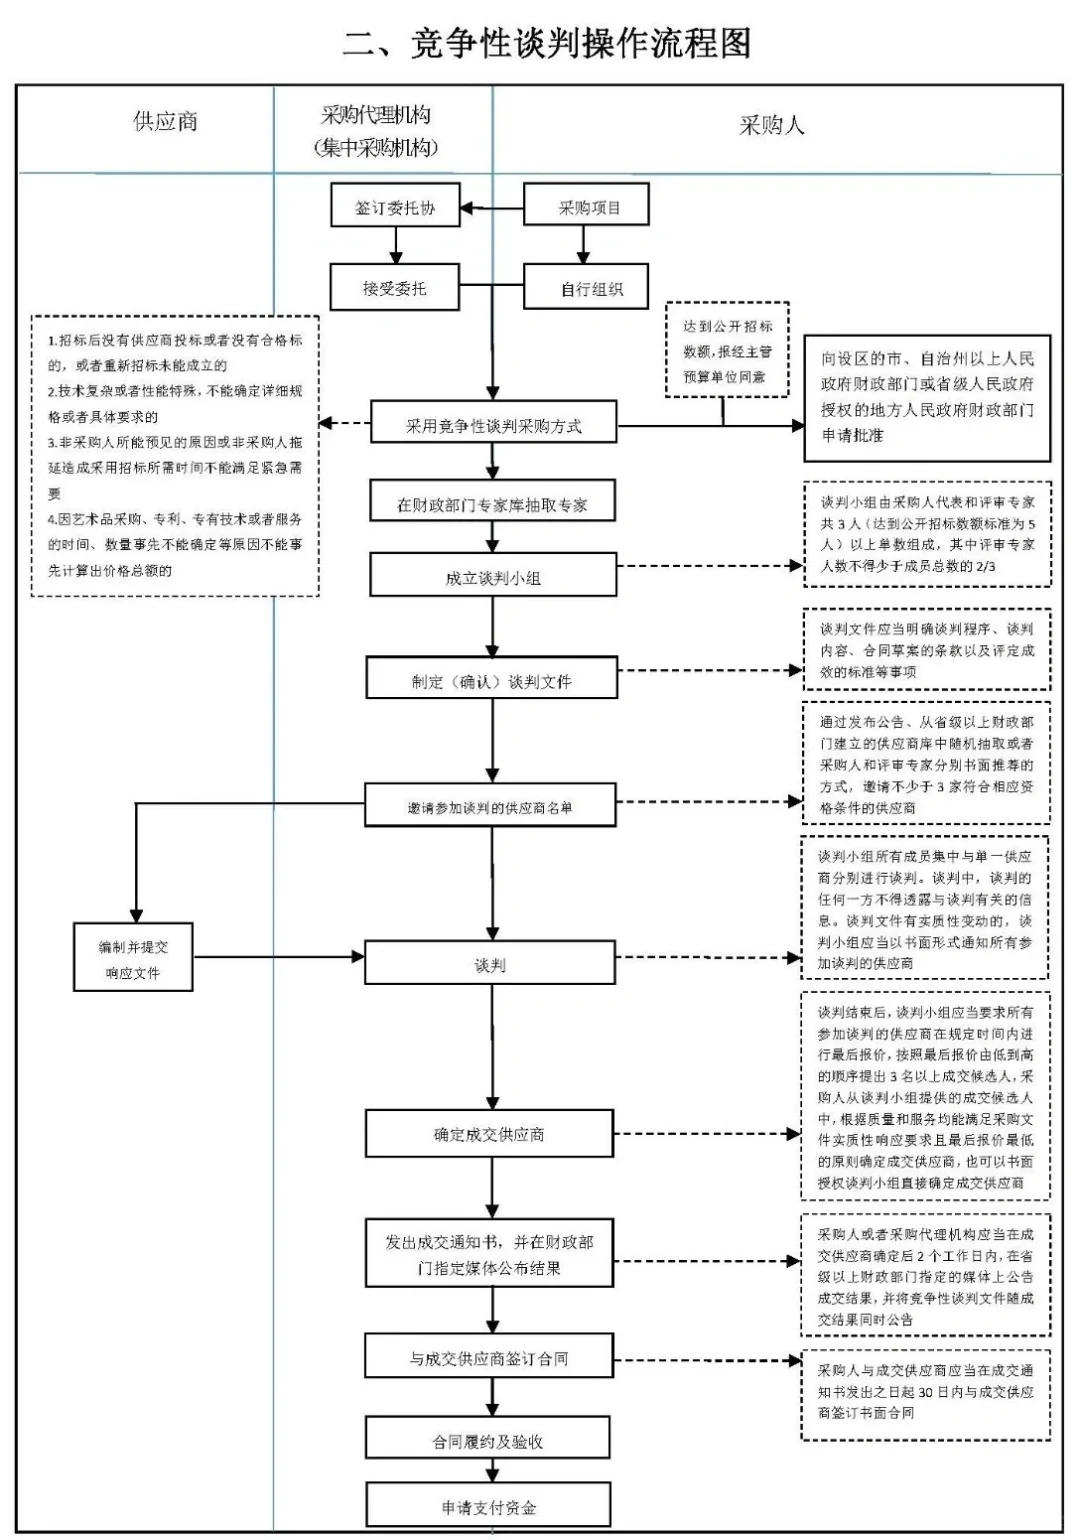 二、竞争性谈判操作流程图
供应商
采购代理机构
（集中采购机构）
采购人
签订委托协
采购项目
接受委托
自行组织
1.招标后没有供应商投标或者没有合格标
的，或者重新招标未能成立的
2.技术复杂或者性能特殊，不能确定详细规
格或者具体要求的
3.非采购人所能预见的原因或非采购人拖
延造成采用招标所需时间不能满足紧急需
要
4.因艺术品采购、专利、专有技术或者服务
的时间、数量事先不能确定等原因不能事
先计算出价格总额的
达到公开招标
数额，报经主管
预算单位同意
向设区的市、自治州以上人民
政府财政部门或省级人民政府
授权的地方人民政府财政部门
申请批准
采用竞争性谈判采购方式
在财政部门专家库抽取专家
成立谈判小组
谈判小组由采购人代表和评审专家
共3人（达到公开招标数额标准为5
人）以上单数组成，其中评审专家
人数不得少于成员总数的2/3
制定（确认）谈判文件
谈判文件应当明确谈判程序、谈判
内容、合同草案的条款以及评定成
效的标准等事项
邀请参加谈判的供应商名单
通过发布公告、从省级以上财政部
门建立的供应商库中随机抽取或者
采购人和评审专家分别书面推荐的
方式，邀请不少于3家符合相应资
格条件的供应商
编制并提交
响应文件
谈判
谈判小组所有成员集中与单一供应
商分别进行谈判。谈判中，谈判的
任何一方不得透露与谈判有关的信
息。谈判文件有实质性变动的，谈
判小组应当以书面形式通知所有参
加谈判的供应商
确定成交供应商
谈判结束后，谈判小组应当要求所有
参加谈判的供应商在规定时间内进
行最后报价，按照最后报价由低到高
的顺序提出3名以上成交候选人，采
购人从谈判小组提供的成交候选人
中，根据质量和服务均能满足采购文
件实质性响应要求且最后报价最低
的原则确定成交供应商，也可以书面
授权谈判小组直接确定成交供应商
发出成交通知书，并在财政部
门指定媒体公布结果
采购人或者采购代理机构应当在成
交供应商确定后2个工作日内，在省
级以上财政部门指定的媒体上公告
成交结果，并将竞争性谈判文件随成
交结果同时公告
与成交供应商签订合同
采购人与成交供应商应当在成交通
知书发出之日起30日内与成交供应
商签订书面合同
合同履约及验收
申请支付资金